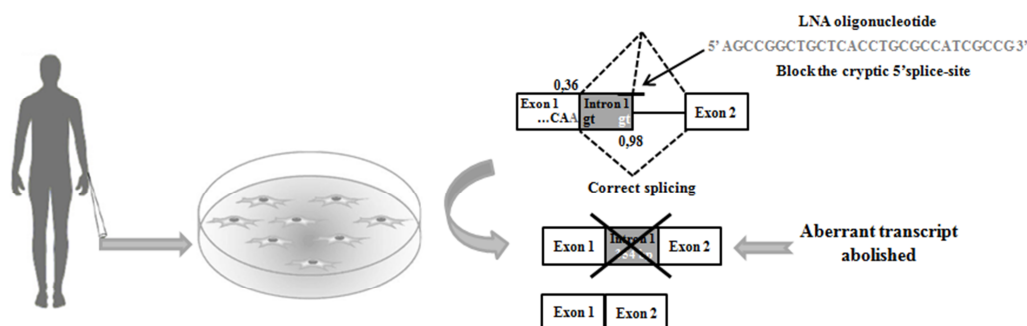 LNA oligonucleotide
5' AGCCGGCTGCTCACCTGCGCCATCGCCG 3'
Block the cryptic 5'splice-site
0,36
Exon 1
Intron 1
...CAA
gt
gt
Exon 2
0,98
Correct splicing
Exon 1
Intron 1
Exon 2
Aberrant transcript
abolished
Exon 1
Exon 2